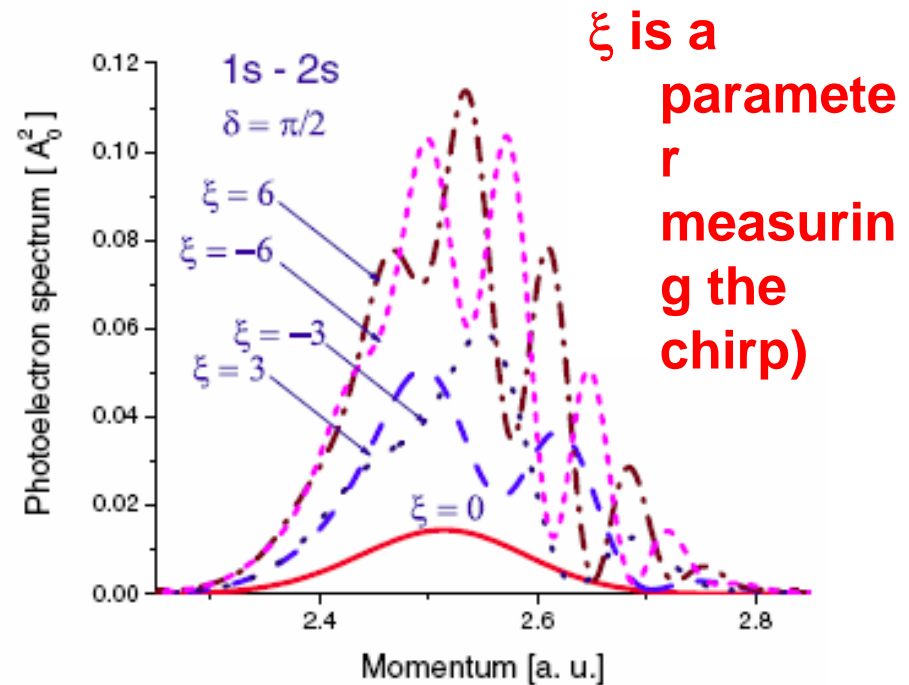 ξ is a
paramete
r
measurin
g the
chirp)
1s - 2s
δ = π/2
ξ = 6
ξ = −6
ξ = −3
ξ = 3
ξ = 0
Photoelectron spectrum [ A₀² ]
0.12
0.10
0.08
0.06
0.04
0.02
0.00
2.4 2.6 2.8
Momentum [a. u.]